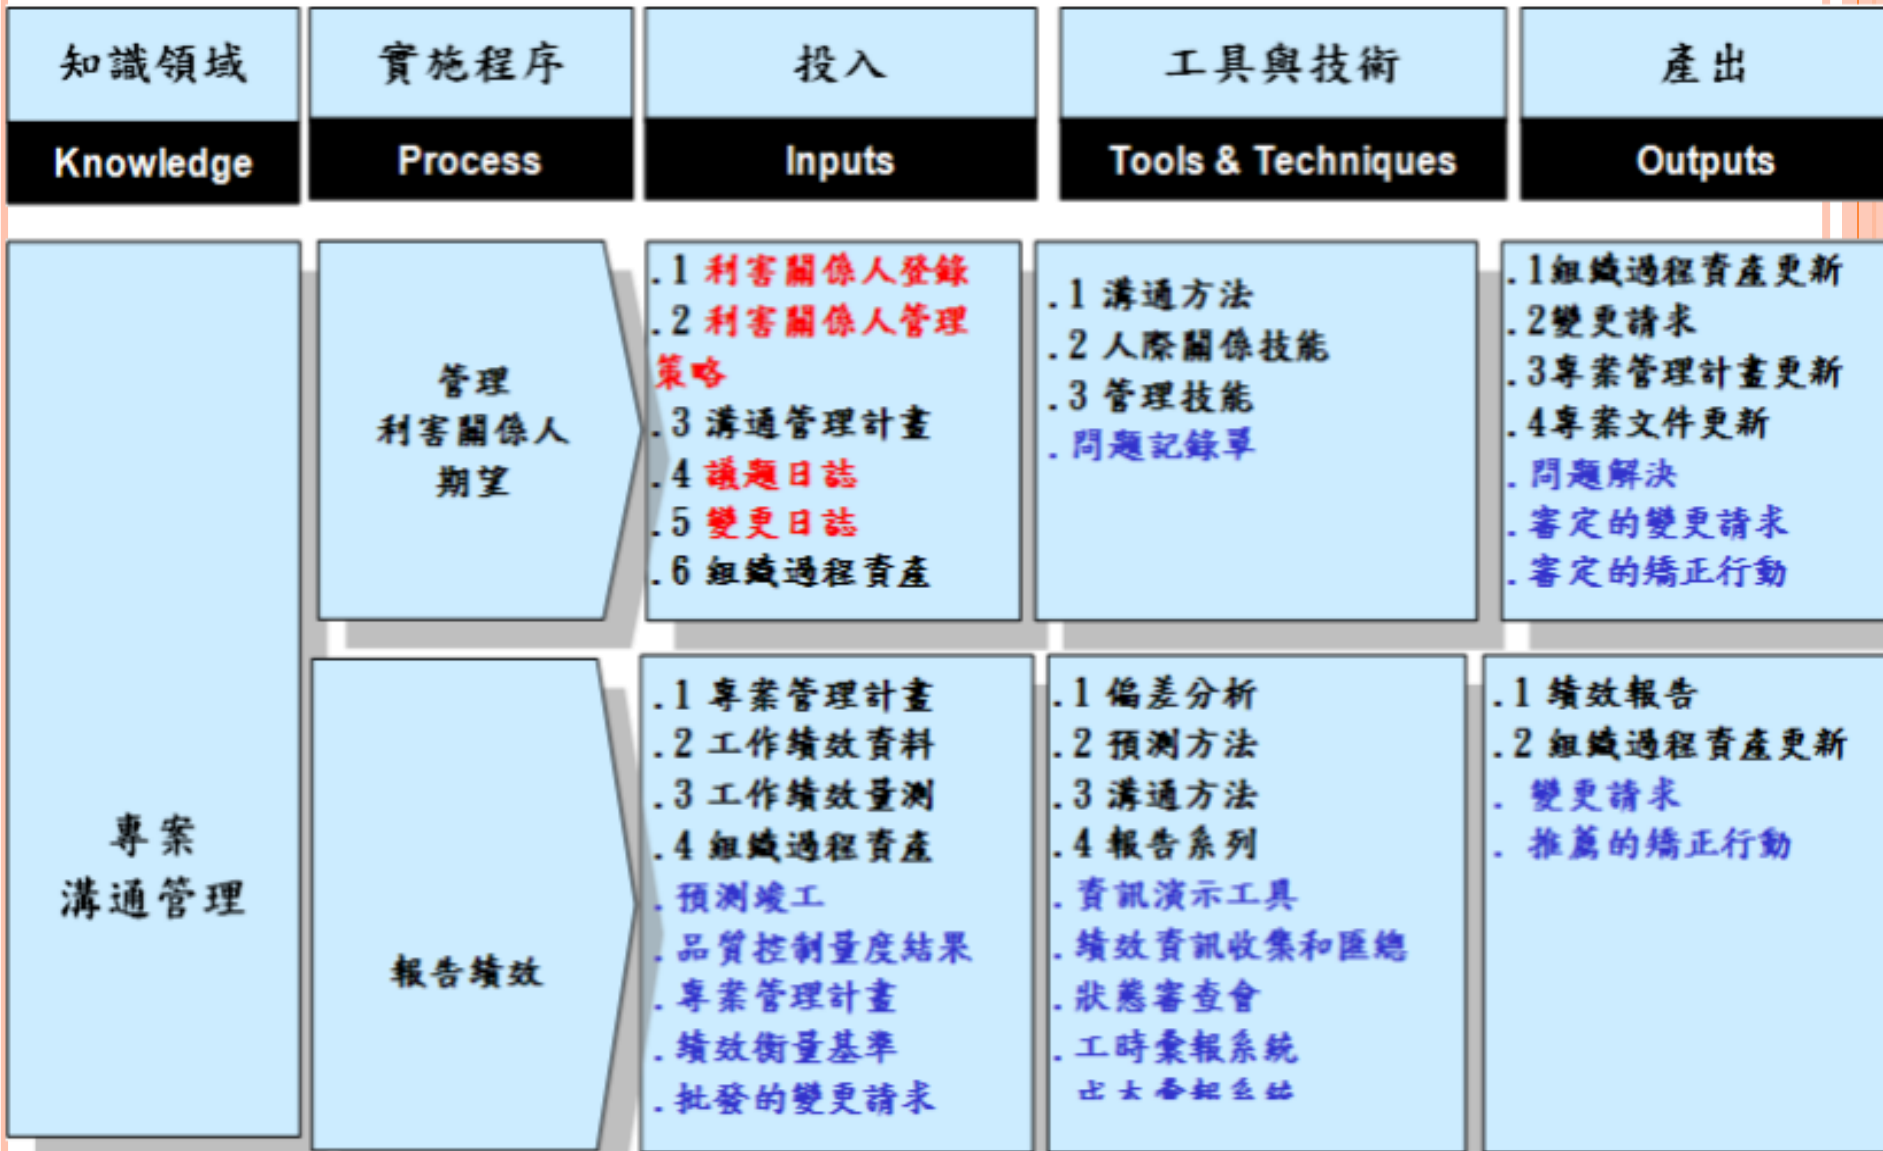 知識領域
Knowledge
實施程序
Process
投入
Inputs
工具與技術
Tools & Techniques
產出
Outputs
專案
溝通管理
管理
利害關係人
期望
.1 利害關係人登錄
.2 利害關係人管理
策略
.3 溝通管理計畫
.4 議題日誌
.5 變更日誌
.6 組織過程資產
.1 溝通方法
.2 人際關係技能
.3 管理技能
.問題記錄單
.1組織過程資產更新
.2變更請求
.3專案管理計畫更新
.4專案文件更新
.問題解決
.審定的變更請求
.審定的矯正行動
報告績效
.1 專案管理計畫
.2 工作績效資料
.3 工作績效量測
.4 組織過程資產
.預測竣工
.品質控制量度結果
.專案管理計畫
.績效衡量基準
.批發的變更請求
.1 偏差分析
.2 預測方法
.3 溝通方法
.4 報告系列
.資訊演示工具
.績效資訊收集和匯總
.狀態審查會
.工時彙報系統
.1 績效報告
.2 組織過程資產更新
. 變更請求
. 推薦的矯正行動